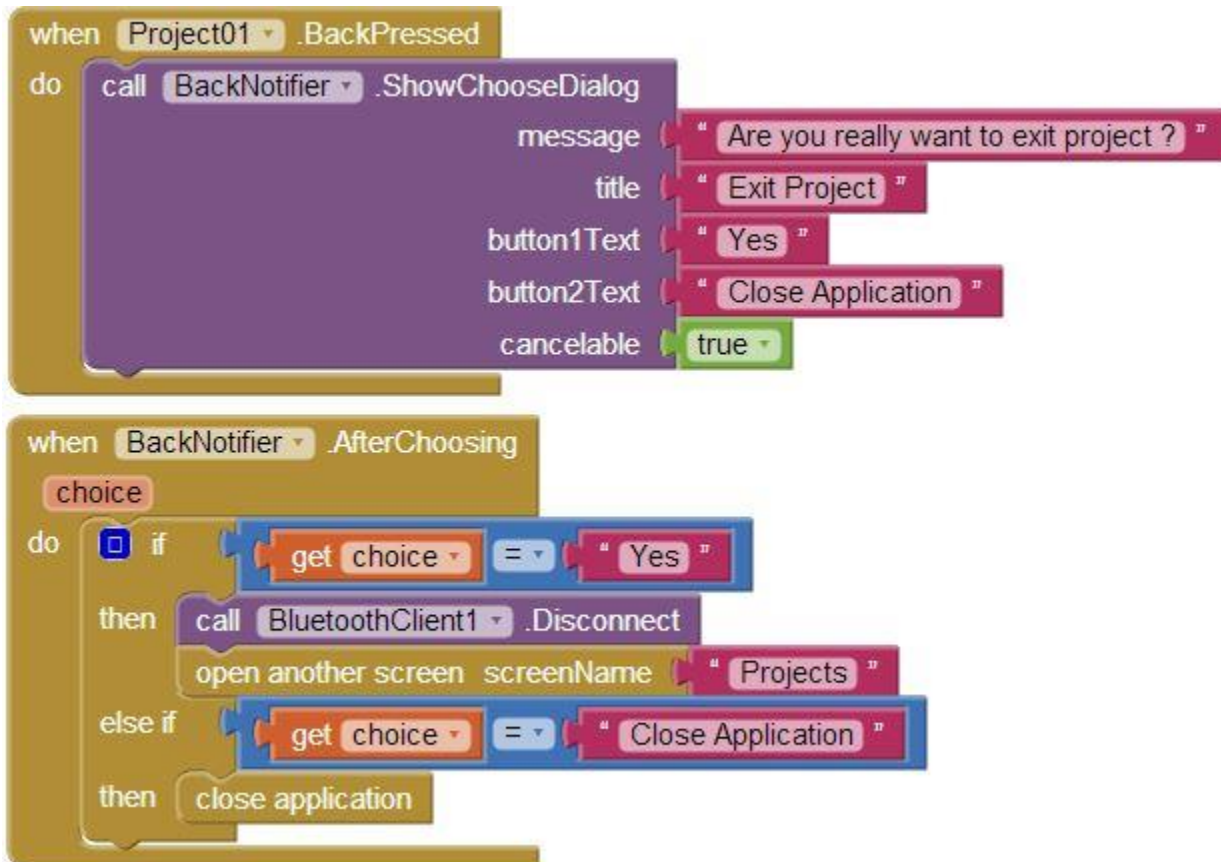 when Project01 .BackPressed
do call BackNotifier .ShowChooseDialog
message " Are you really want to exit project ? "
title " Exit Project "
button1Text " Yes "
button2Text " Close Application "
cancelable true
when BackNotifier .AfterChoosing
choice
do if get choice = " Yes "
then call BluetoothClient1 .Disconnect
open another screen screenName " Projects "
else if get choice = " Close Application "
then close application